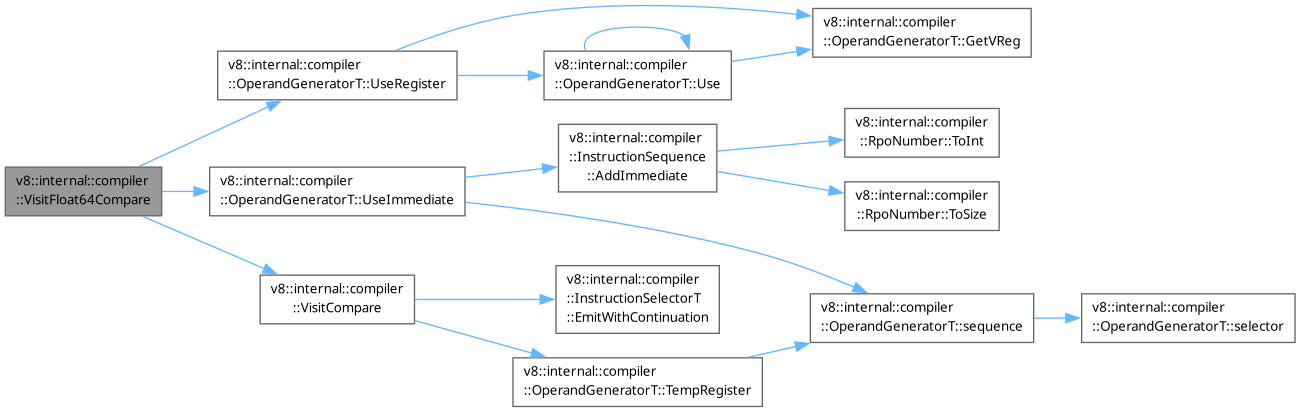 v8::internal::compiler
::VisitFloat64Compare
v8::internal::compiler
::OperandGeneratorT::UseRegister
v8::internal::compiler
::OperandGeneratorT::Use
v8::internal::compiler
::OperandGeneratorT::GetVReg
v8::internal::compiler
::OperandGeneratorT::UseImmediate
v8::internal::compiler
::InstructionSequence
::AddImmediate
v8::internal::compiler
::RpoNumber::ToInt
v8::internal::compiler
::RpoNumber::ToSize
v8::internal::compiler
::VisitCompare
v8::internal::compiler
::InstructionSelectorT
::EmitWithContinuation
v8::internal::compiler
::OperandGeneratorT::TempRegister
v8::internal::compiler
::OperandGeneratorT::sequence
v8::internal::compiler
::OperandGeneratorT::selector